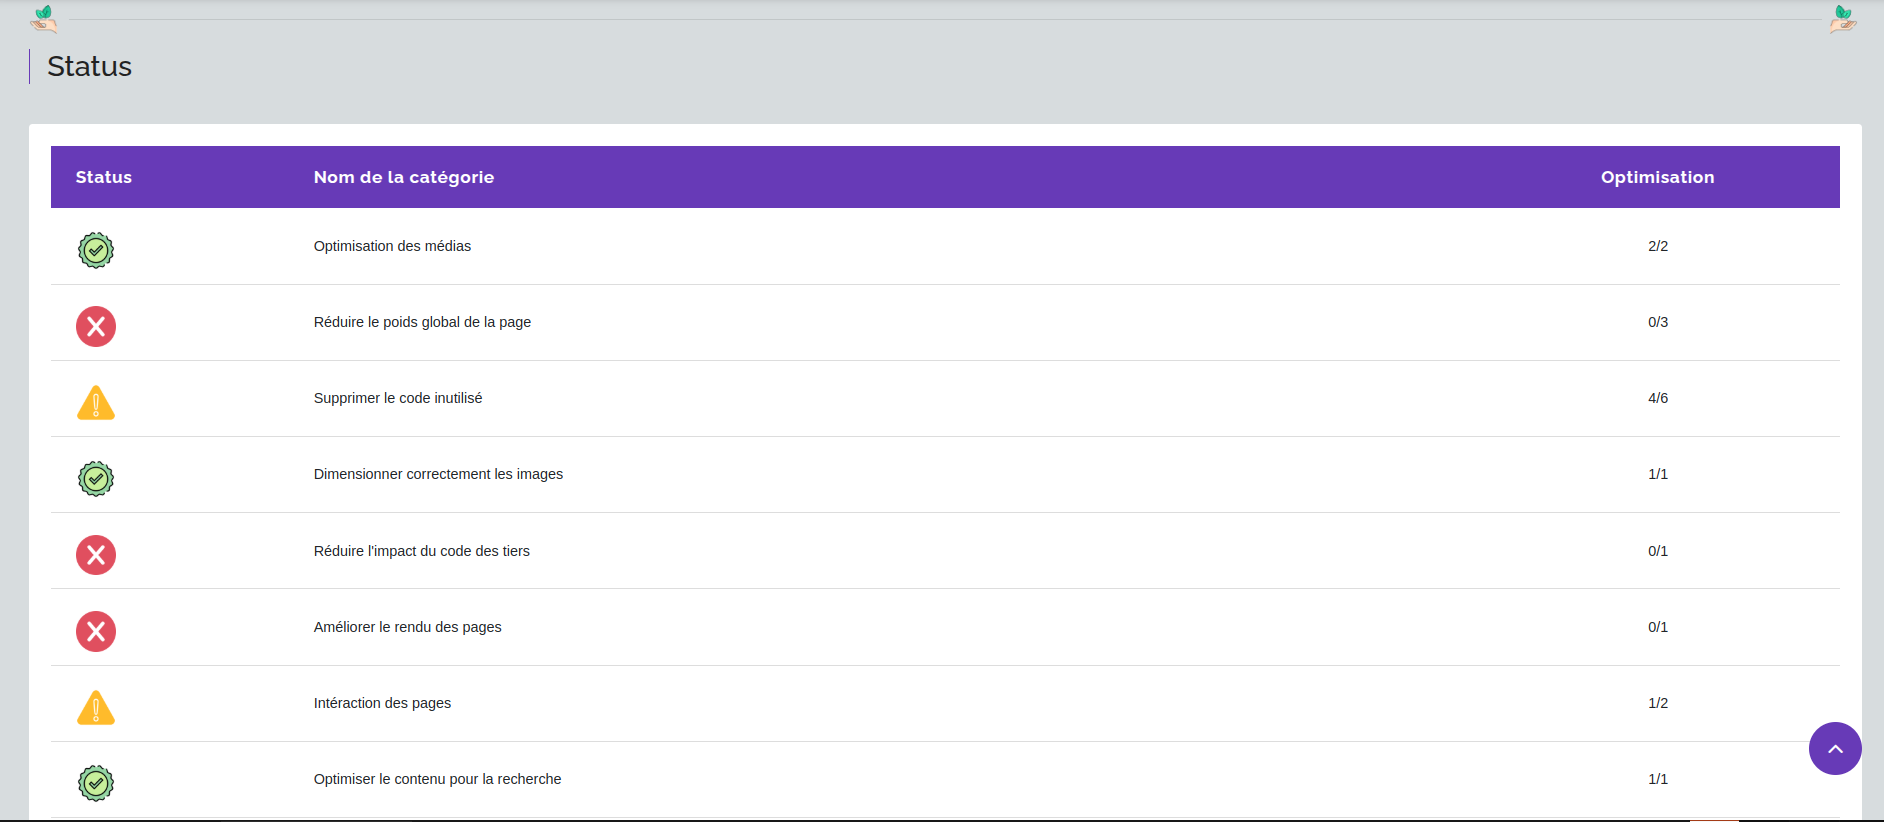 Status
Status Nom de la catégorie Optimisation
Optimisation des médias 2/2
Réduire le poids global de la page 0/3
Supprimer le code inutilisé 4/6
Dimensionner correctement les images 1/1
Réduire l'impact du code des tiers 0/1
Améliorer le rendu des pages 0/1
Intéraction des pages 1/2
Optimiser le contenu pour la recherche 1/1